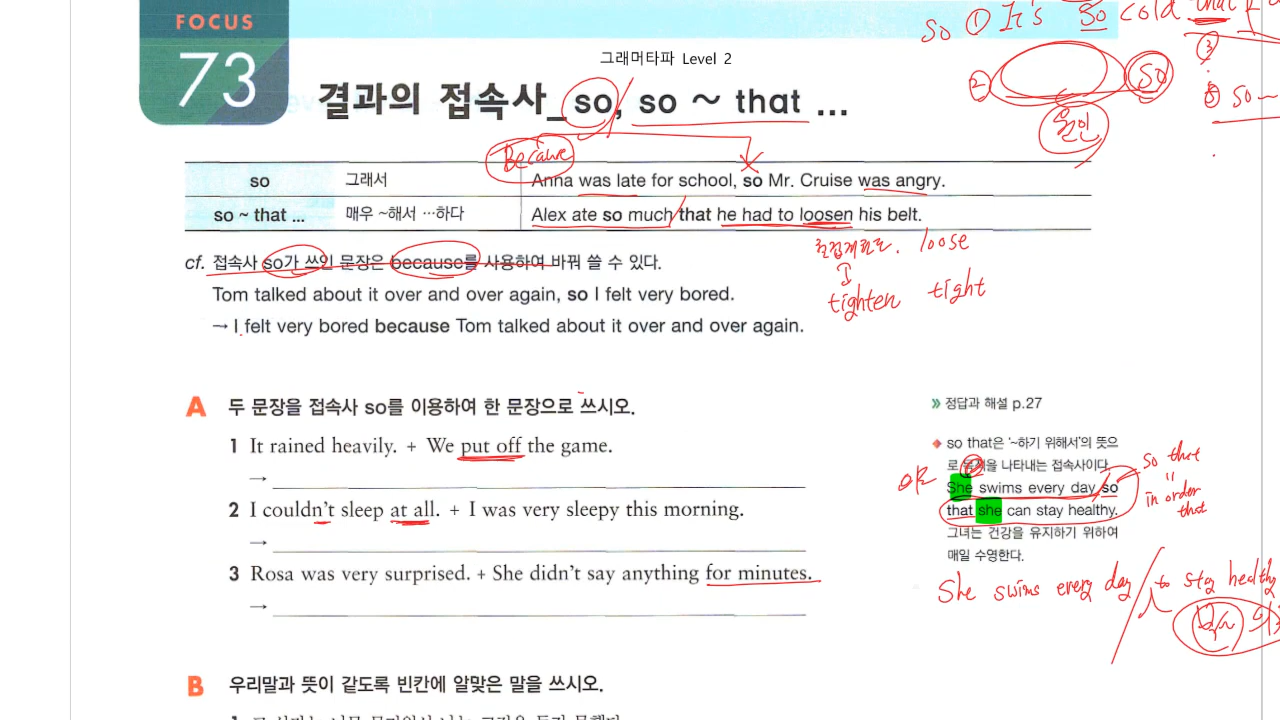 FOCUS
73
그래머타파 Level 2
결과의 접속사_so, so ~ that ...
so ① It's so cold that
②
so
③
so ~
원인
Because
so 그래서 Anna was late for school, so Mr. Cruise was angry.
so ~ that ... 매우 ~해서 …하다 Alex ate so much that he had to loosen his belt.
loose
tighten tight
cf. 접속사 so가 쓰인 문장은 because를 사용하여 바꿔 쓸 수 있다.
Tom talked about it over and over again, so I felt very bored.
→ I felt very bored because Tom talked about it over and over again.
A 두 문장을 접속사 so를 이용하여 한 문장으로 쓰시오.
1 It rained heavily. + We put off the game.
→
2 I couldn't sleep at all. + I was very sleepy this morning.
→
3 Rosa was very surprised. + She didn't say anything for minutes.
→
» 정답과 해설 p.27
so that은 '~하기 위해서'의 뜻으
로 목적을 나타내는 접속사이다.
She swims every day so
that she can stay healthy.
그녀는 건강을 유지하기 위하여
매일 수영한다.
so that
=
in order
that
She swims every day / to stay healthy
B 우리말과 뜻이 같도록 빈칸에 알맞은 말을 쓰시오.